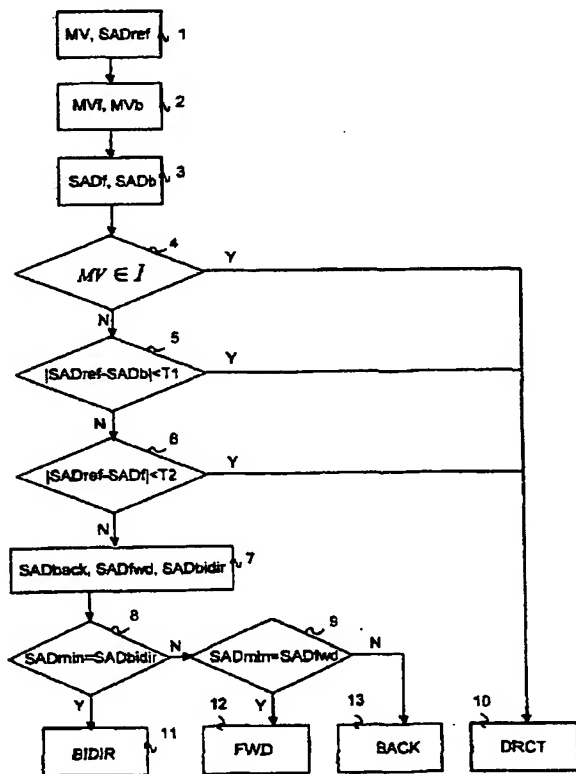 MV, SADref 1
MVf, MVb 2
SADf, SADb 3
4
MV ∈ I Y
N
5
|SADref-SADb|<T1 Y
N
6
|SADref-SADf|<T2 Y
N
SADback, SADfwd, SADbidir 7
8 9
SADmin=SADbidir N SADmin=SADfwd N
Y Y
BIDIR 11 12 FWD 13 BACK 10 DRCT